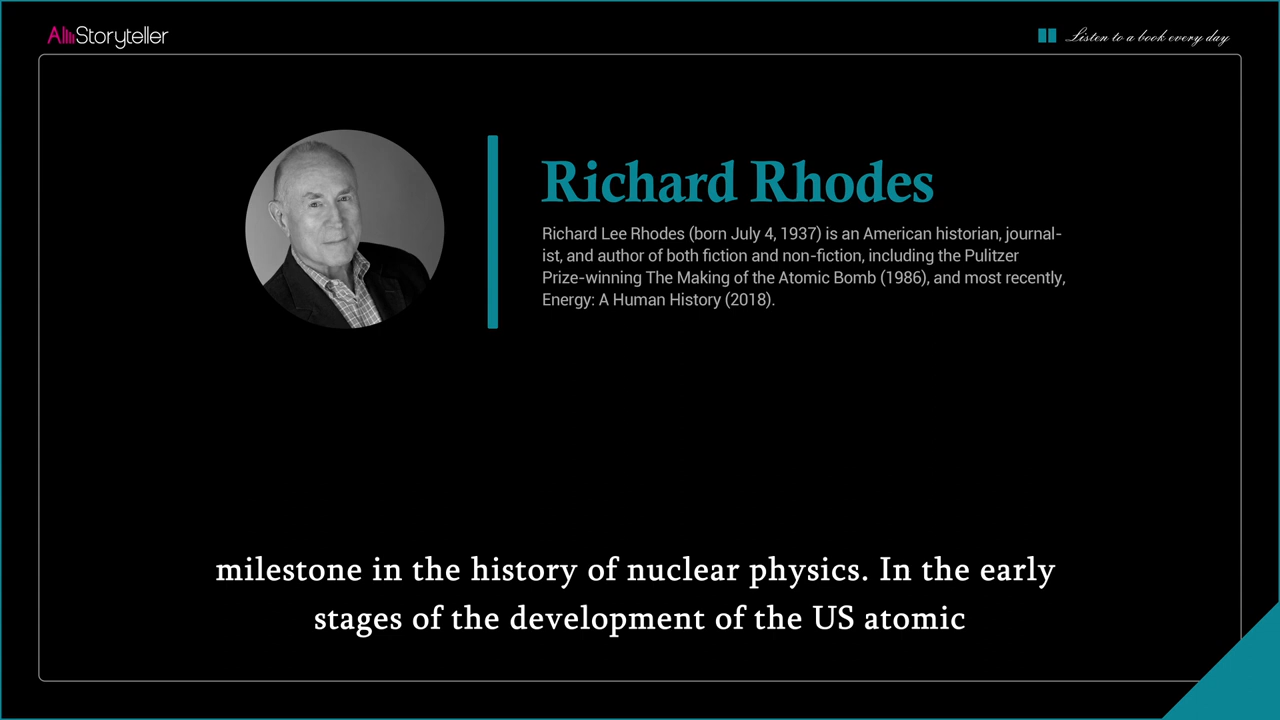 AllStoryteller
Listen to a book every day
Richard Rhodes
Richard Lee Rhodes (born July 4, 1937) is an American historian, journal-
ist, and author of both fiction and non-fiction, including the Pulitzer
Prize-winning The Making of the Atomic Bomb (1986), and most recently,
Energy: A Human History (2018).
milestone in the history of nuclear physics. In the early
stages of the development of the US atomic